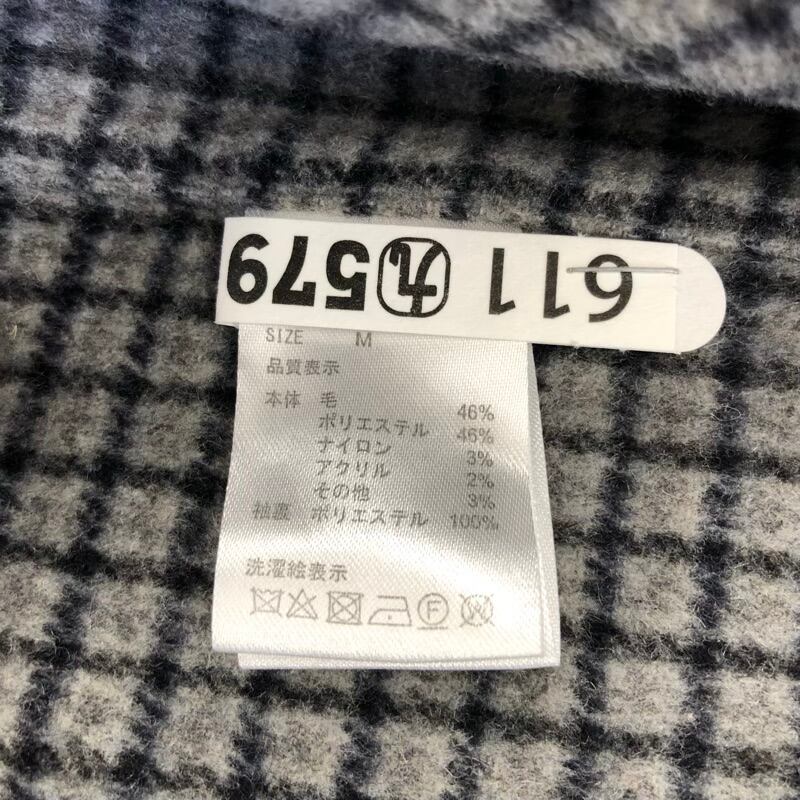 611 ㊈ 579
SIZE M
品質表示
本体 毛 46%
ポリエステル 46%
ナイロン 3%
アクリル 2%
その他 3%
袖裏 ポリエステル 100%
洗濯絵表示
F
W